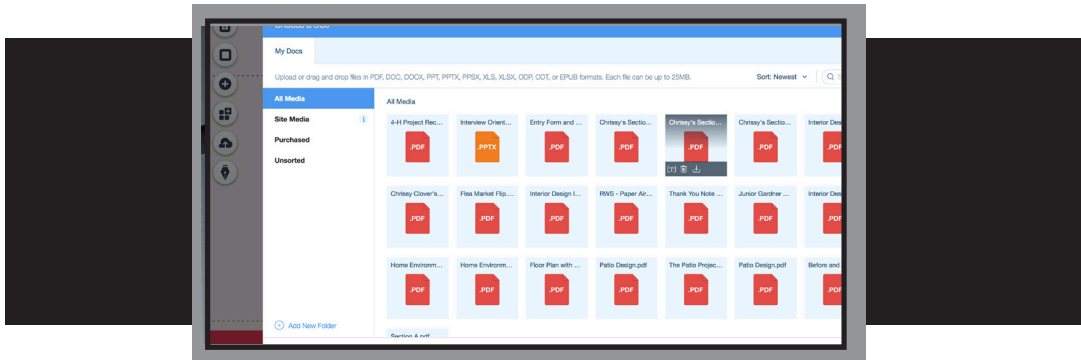 My Docs
Upload or drag and drop files in PDF, DOC, DOCX, PPT, PPTX, PPSX, XLS, XLSX, ODP, ODT, or EPUB formats. Each file can be up to 25MB.
Sort: Newest
All Media
All Media
Site Media
i
Purchased
Unsorted
4-H Project Rec...
Interview Orient...
Entry Form and ...
Chrissy's Sectio...
Chrissy's Sectio...
Chrissy's Sectio...
Interior Des
.PDF
.PPTX
.PDF
.PDF
.PDF
.PDF
.PDF
Chrissy Clover's...
Flea Market Flip....
Interior Design I...
RWS - Paper Air...
Thank You Note ...
Junior Gardner ...
Interior Des
.PDF
.PDF
.PDF
.PDF
.PDF
.PDF
.PDF
Home Environm...
Home Environm...
Floor Plan with ...
Patio Design.pdf
The Patio Projec...
Patio Design.pdf
Before and
.PDF
.PDF
.PDF
.PDF
.PDF
.PDF
.PDF
Add New Folder
Section A.pdf